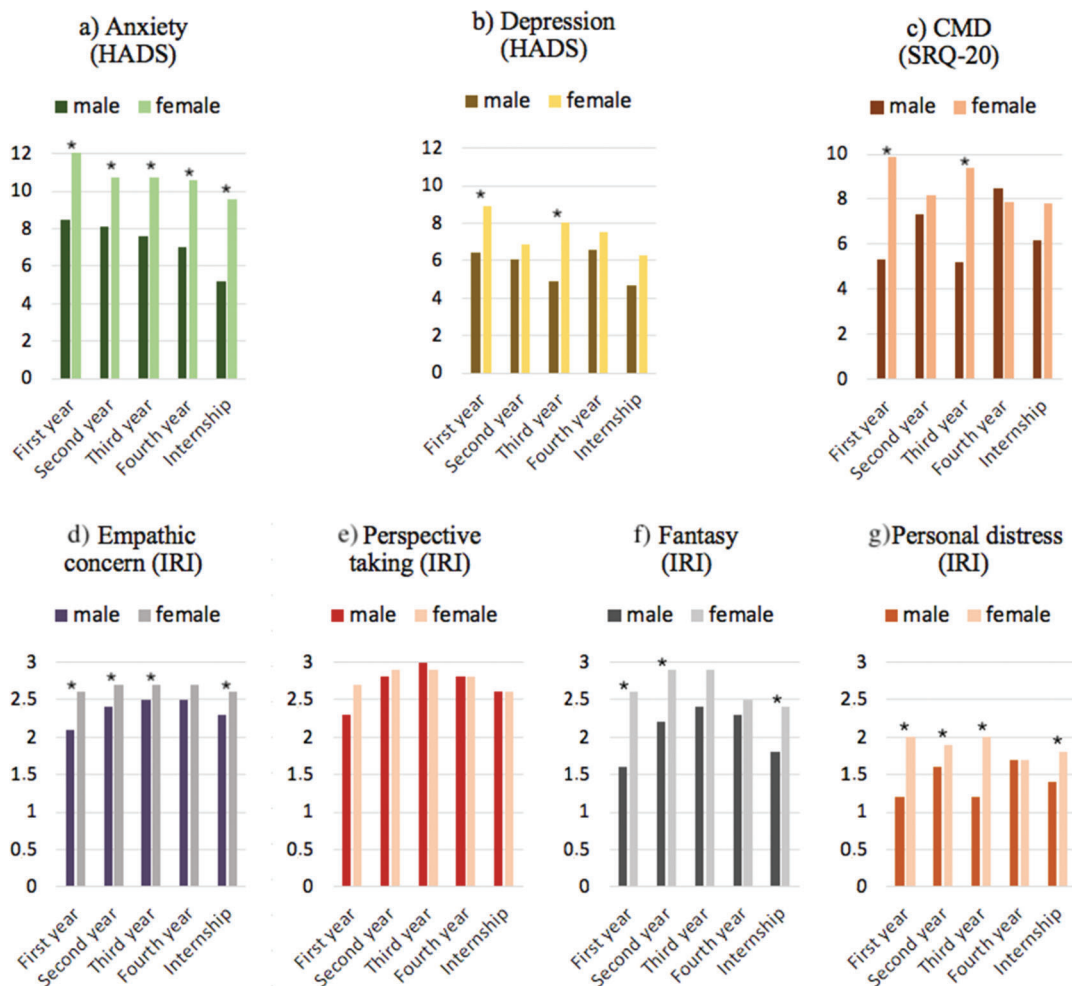 a) Anxiety
(HADS)
male female
12
10
8
6
4
2
0
* * * * *
First year
Second year
Third year
Fourth year
Internship
b) Depression
(HADS)
male female
12
10
8
6
4
2
0
* *
First year
Second year
Third year
Fourth year
Internship
c) CMD
(SRQ-20)
male female
10
8
6
4
2
0
* *
First year
Second year
Third year
Fourth year
Internship
d) Empathic
concern (IRI)
male female
3
2.5
2
1.5
1
0.5
0
* * * *
First year
Second year
Third year
Fourth year
Internship
e) Perspective
taking (IRI)
male female
3
2.5
2
1.5
1
0.5
0
First year
Second year
Third year
Fourth year
Internship
f) Fantasy
(IRI)
male female
3
2.5
2
1.5
1
0.5
0
* * *
First year
Second year
Third year
Fourth year
Internship
g) Personal distress
(IRI)
male female
3
2.5
2
1.5
1
0.5
0
* * * *
First year
Second year
Third year
Fourth year
Internship